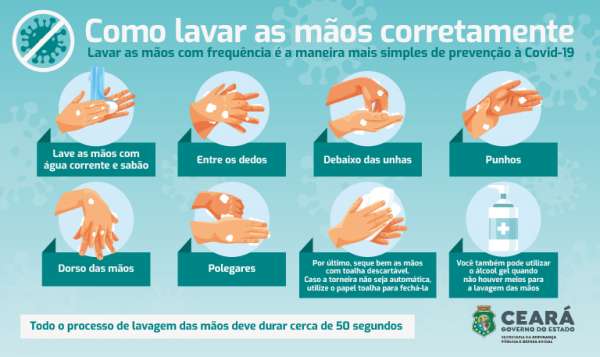 Como lavar as mãos corretamente
Lavar as mãos com frequência é a maneira mais simples de prevenção à Covid-19
Lave as mãos com
água corrente e sabão
Entre os dedos
Debaixo das unhas
Punhos
Dorso das mãos
Polegares
Por último, seque bem as mãos
com toalha descartável.
Caso a torneira não seja automática,
utilize o papel toalha para fechá-la
Você também pode utilizar
o álcool gel quando
não houver meios para
a lavagem das mãos
Todo o processo de lavagem das mãos deve durar cerca de 50 segundos
CEARÁ
GOVERNO DO ESTADO
SECRETARIA DA SEGURANÇA
PÚBLICA E DEFESA SOCIAL